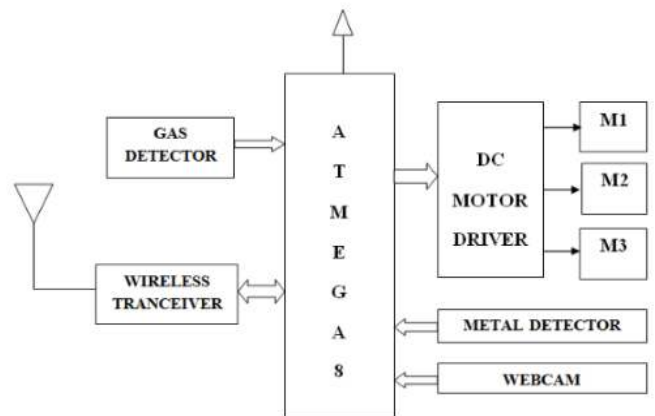 GAS
DETECTOR
WIRELESS
TRANCEIVER
A
T
M
E
G
A
8
DC
MOTOR
DRIVER
M1
M2
M3
METAL DETECTOR
WEBCAM